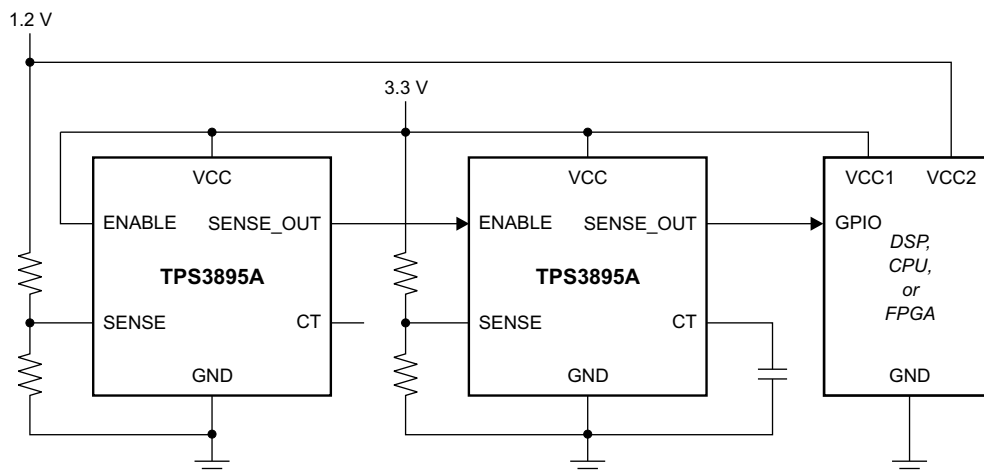 1.2 V
3.3 V
VCC
ENABLE
SENSE_OUT
TPS3895A
SENSE
CT
GND
VCC
ENABLE
SENSE_OUT
TPS3895A
SENSE
CT
GND
VCC1
VCC2
GPIO
DSP,
CPU,
or
FPGA
GND